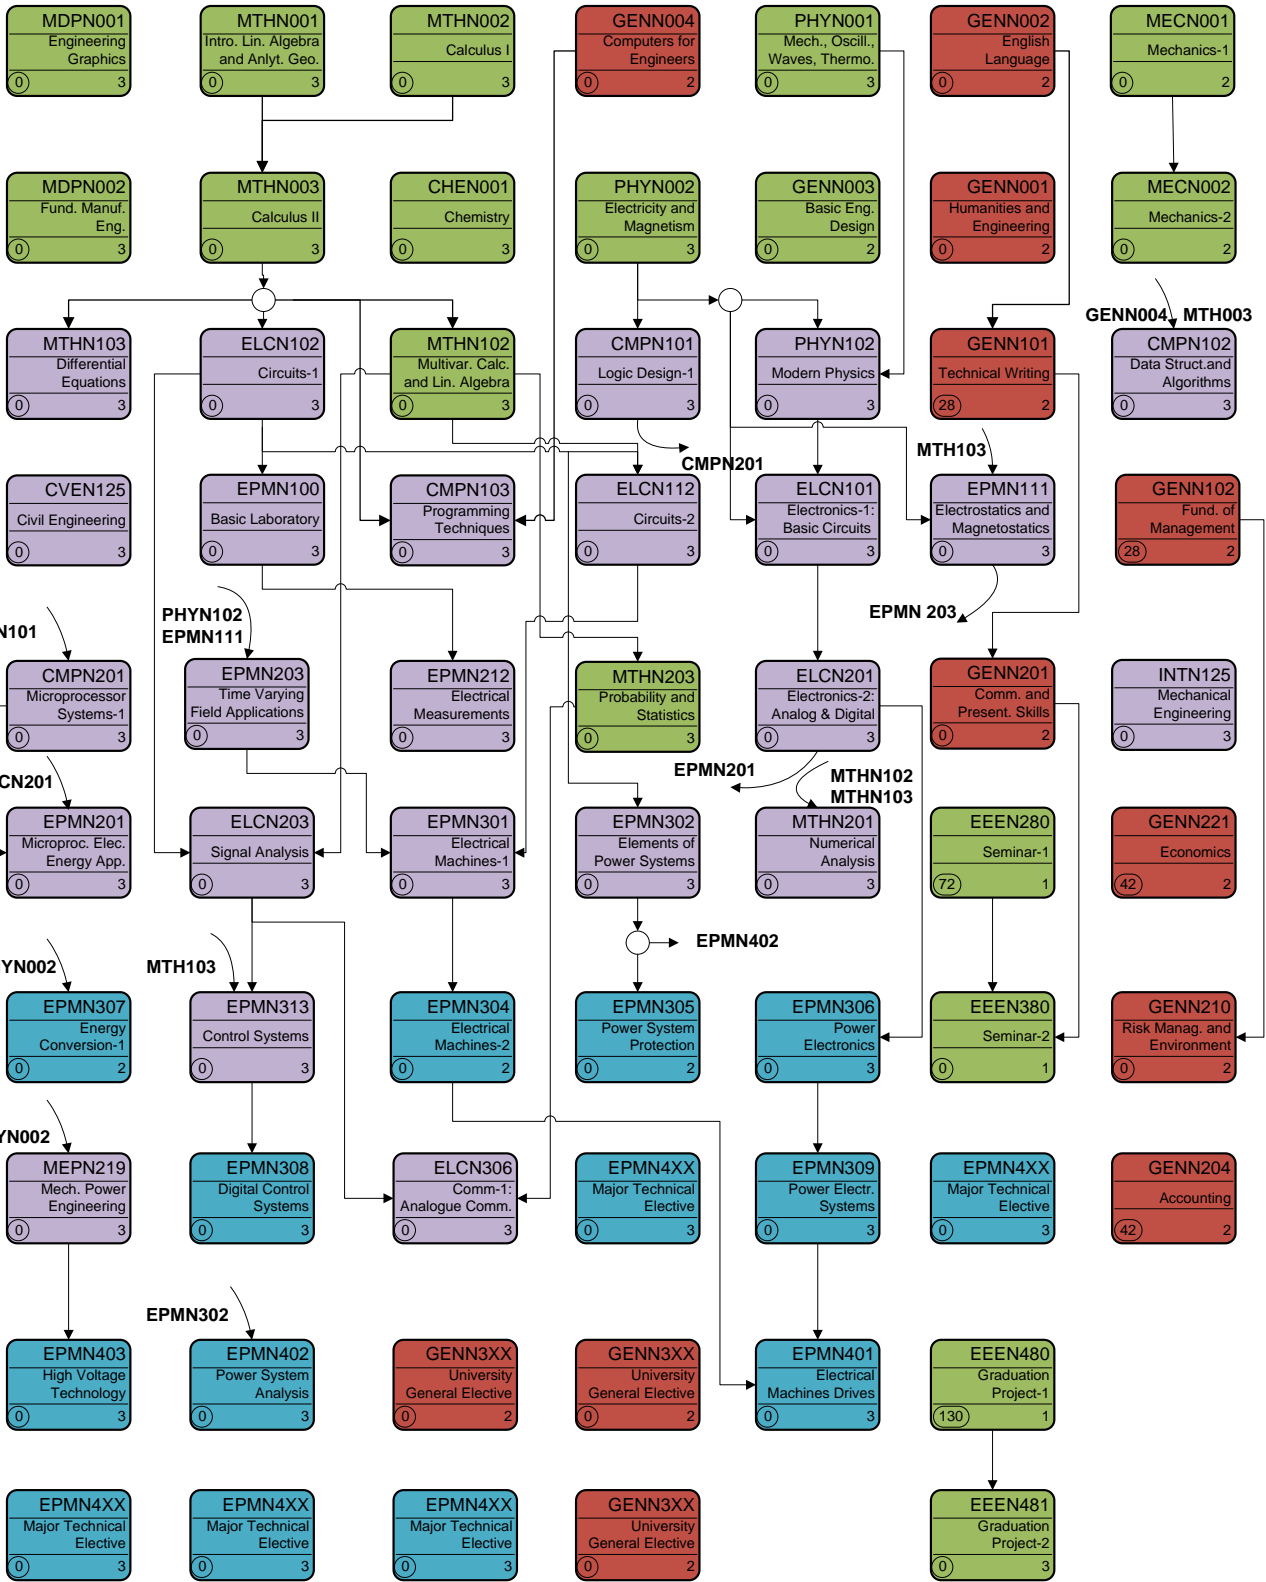 MDPN001
Engineering
Graphics
0 3
MTHN001
Intro. Lin. Algebra
and Anlyt. Geo.
0 3
MTHN002
Calculus I
0 3
GENN004
Computers for
Engineers
0 2
PHYN001
Mech., Oscill.,
Waves, Thermo.
0 3
GENN002
English
Language
0 2
MECN001
Mechanics-1
0 2
MDPN002
Fund. Manuf.
Eng.
0 3
MTHN003
Calculus II
0 3
CHEN001
Chemistry
0 3
PHYN002
Electricity and
Magnetism
0 3
GENN003
Basic Eng.
Design
0 2
GENN001
Humanities and
Engineering
0 2
MECN002
Mechanics-2
0 2
GENN004 MTH003
MTHN103
Differential
Equations
0 3
ELCN102
Circuits-1
0 3
MTHN102
Multivar. Calc.
and Lin. Algebra
0 3
CMPN101
Logic Design-1
0 3
PHYN102
Modern Physics
0 3
GENN101
Technical Writing
28 2
CMPN102
Data Struct.and
Algorithms
0 3
CMPN201
MTH103
CVEN125
Civil Engineering
0 3
EPMN100
Basic Laboratory
0 3
CMPN103
Programming
Techniques
0 3
ELCN112
Circuits-2
0 3
ELCN101
Electronics-1:
Basic Circuits
0 3
EPMN111
Electrostatics and
Magnetostatics
0 3
GENN102
Fund. of
Management
28 2
N101
PHYN102
EPMN111
EPMN 203
CMPN201
Microprocessor
Systems-1
0 3
EPMN203
Time Varying
Field Applications
0 3
EPMN212
Electrical
Measurements
0 3
MTHN203
Probability and
Statistics
0 3
ELCN201
Electronics-2:
Analog & Digital
0 3
GENN201
Comm. and
Present. Skills
0 2
INTN125
Mechanical
Engineering
0 3
CN201
EPMN201
MTHN102
MTHN103
EPMN201
Microproc. Elec.
Energy App.
0 3
ELCN203
Signal Analysis
0 3
EPMN301
Electrical
Machines-1
0 3
EPMN302
Elements of
Power Systems
0 3
MTHN201
Numerical
Analysis
0 3
EEEN280
Seminar-1
72 1
GENN221
Economics
42 2
YN002
MTH103
EPMN402
EPMN307
Energy
Conversion-1
0 2
EPMN313
Control Systems
0 3
EPMN304
Electrical
Machines-2
0 2
EPMN305
Power System
Protection
0 2
EPMN306
Power
Electronics
0 3
EEEN380
Seminar-2
0 1
GENN210
Risk Manag. and
Environment
0 2
YN002
MEPN219
Mech. Power
Engineering
0 3
EPMN308
Digital Control
Systems
0 3
ELCN306
Comm-1:
Analogue Comm.
0 3
EPMN4XX
Major Technical
Elective
0 3
EPMN309
Power Electr.
Systems
0 3
EPMN4XX
Major Technical
Elective
0 3
GENN204
Accounting
42 2
EPMN302
EPMN403
High Voltage
Technology
0 3
EPMN402
Power System
Analysis
0 3
GENN3XX
University
General Elective
0 2
GENN3XX
University
General Elective
0 2
EPMN401
Electrical
Machines Drives
0 3
EEEN480
Graduation
Project-1
130 1
EPMN4XX
Major Technical
Elective
0 3
EPMN4XX
Major Technical
Elective
0 3
EPMN4XX
Major Technical
Elective
0 3
GENN3XX
University
General Elective
0 2
EEEN481
Graduation
Project-2
0 3